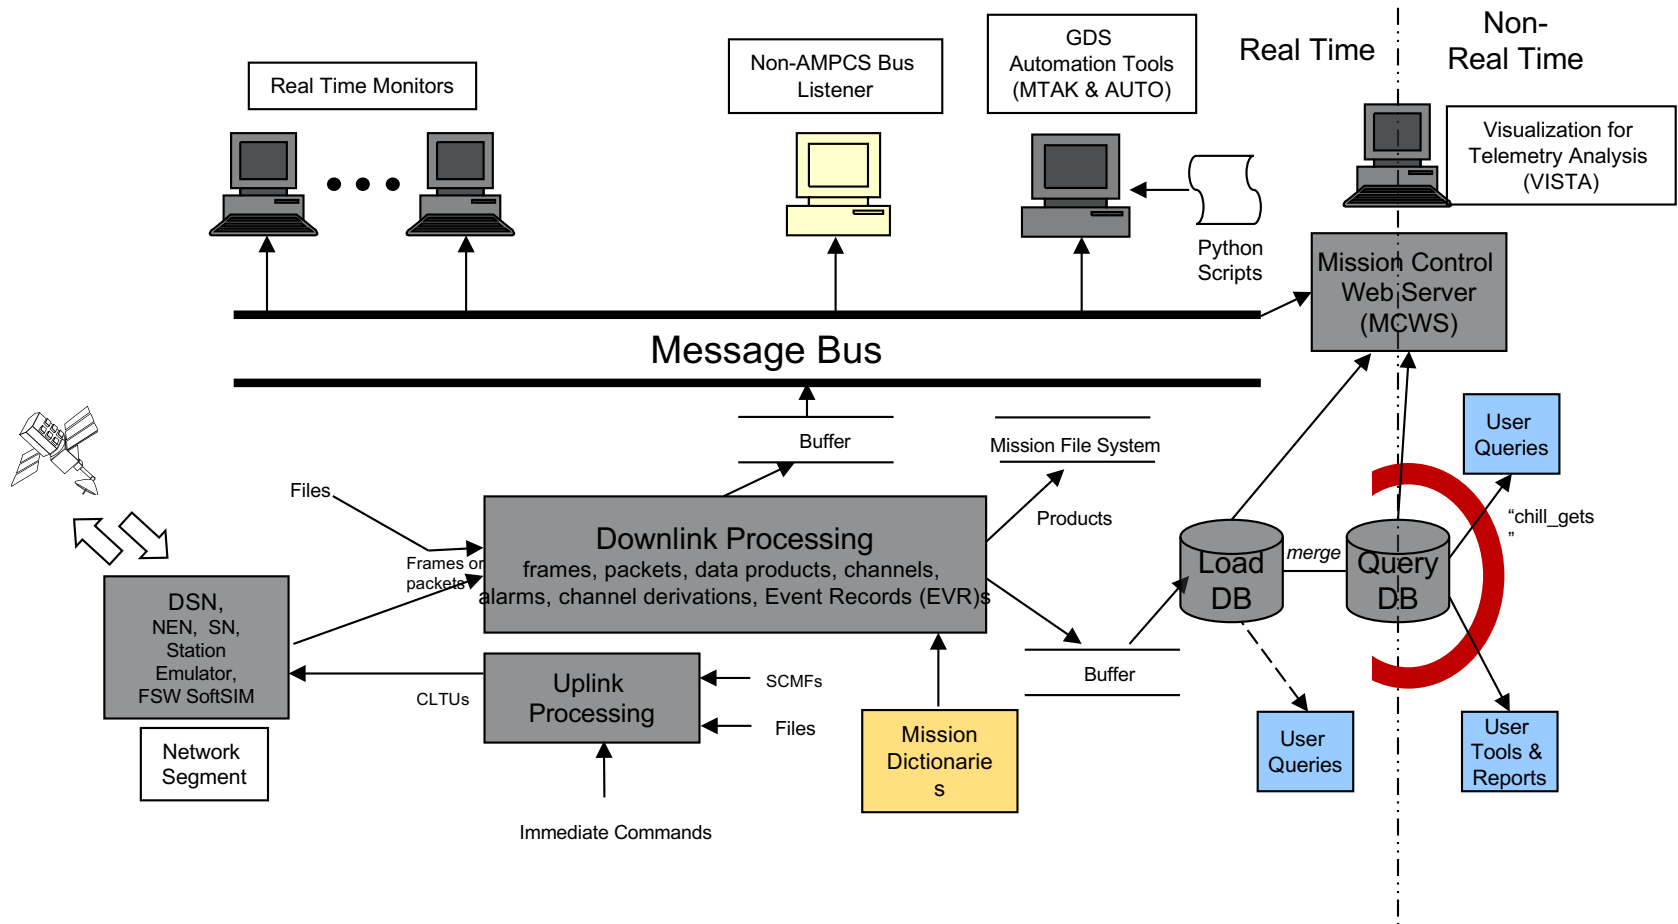 Real Time
Non-
Real Time
Real Time Monitors
Non-AMPCS Bus
Listener
GDS
Automation Tools
(MTAK & AUTO)
Visualization for
Telemetry Analysis
(VISTA)
Python
Scripts
Mission Control
Web Server
(MCWS)
Message Bus
Buffer
Mission File System
User
Queries
Files
Products
"chill_gets
"
Downlink Processing
frames, packets, data products, channels,
alarms, channel derivations, Event Records (EVR)s
Frames or
packets
Load
DB
merge
Query
DB
DSN,
NEN, SN,
Station
Emulator,
FSW SoftSIM
Uplink
Processing
CLTUs
SCMFs
Files
Buffer
Network
Segment
Mission
Dictionarie
s
User
Queries
User
Tools &
Reports
Immediate Commands